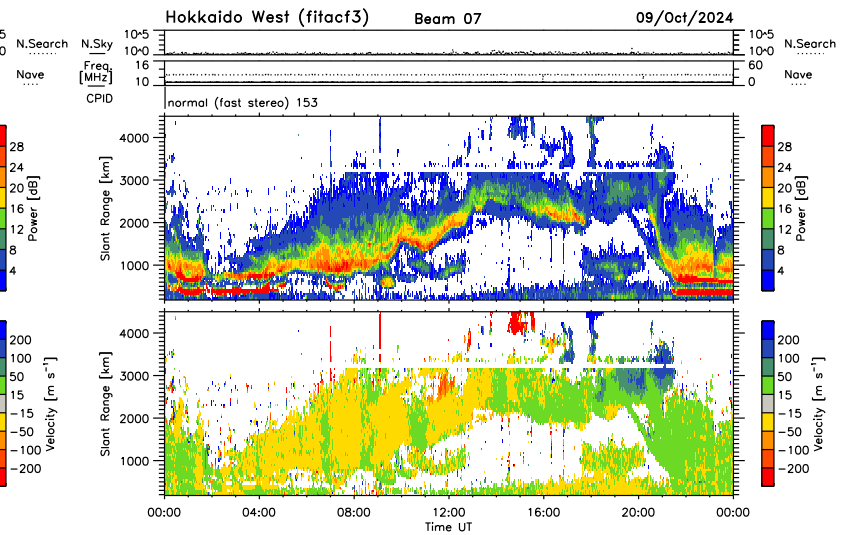 Hokkaido West (fitacf3) Beam 07 09/Oct/2024
5 10^5 10^5
0 N.Search N.Sky 10^0 10^0 N.Search
Freq. 16 60
Nave [MHz] 10 0 Nave
CPID
normal (fast stereo) 153
4000
3000
2000
1000
Slant Range [km]
28
24
20
16
12
8
4
Power [dB]
28
24
20
16
12
8
4
Power [dB]
4000
3000
2000
1000
Slant Range [km]
200
100
50
15
-15
-50
-100
-200
Velocity [m s⁻¹]
200
100
50
15
-15
-50
-100
-200
Velocity [m s⁻¹]
00:00 04:00 08:00 12:00 16:00 20:00 00:00
Time UT